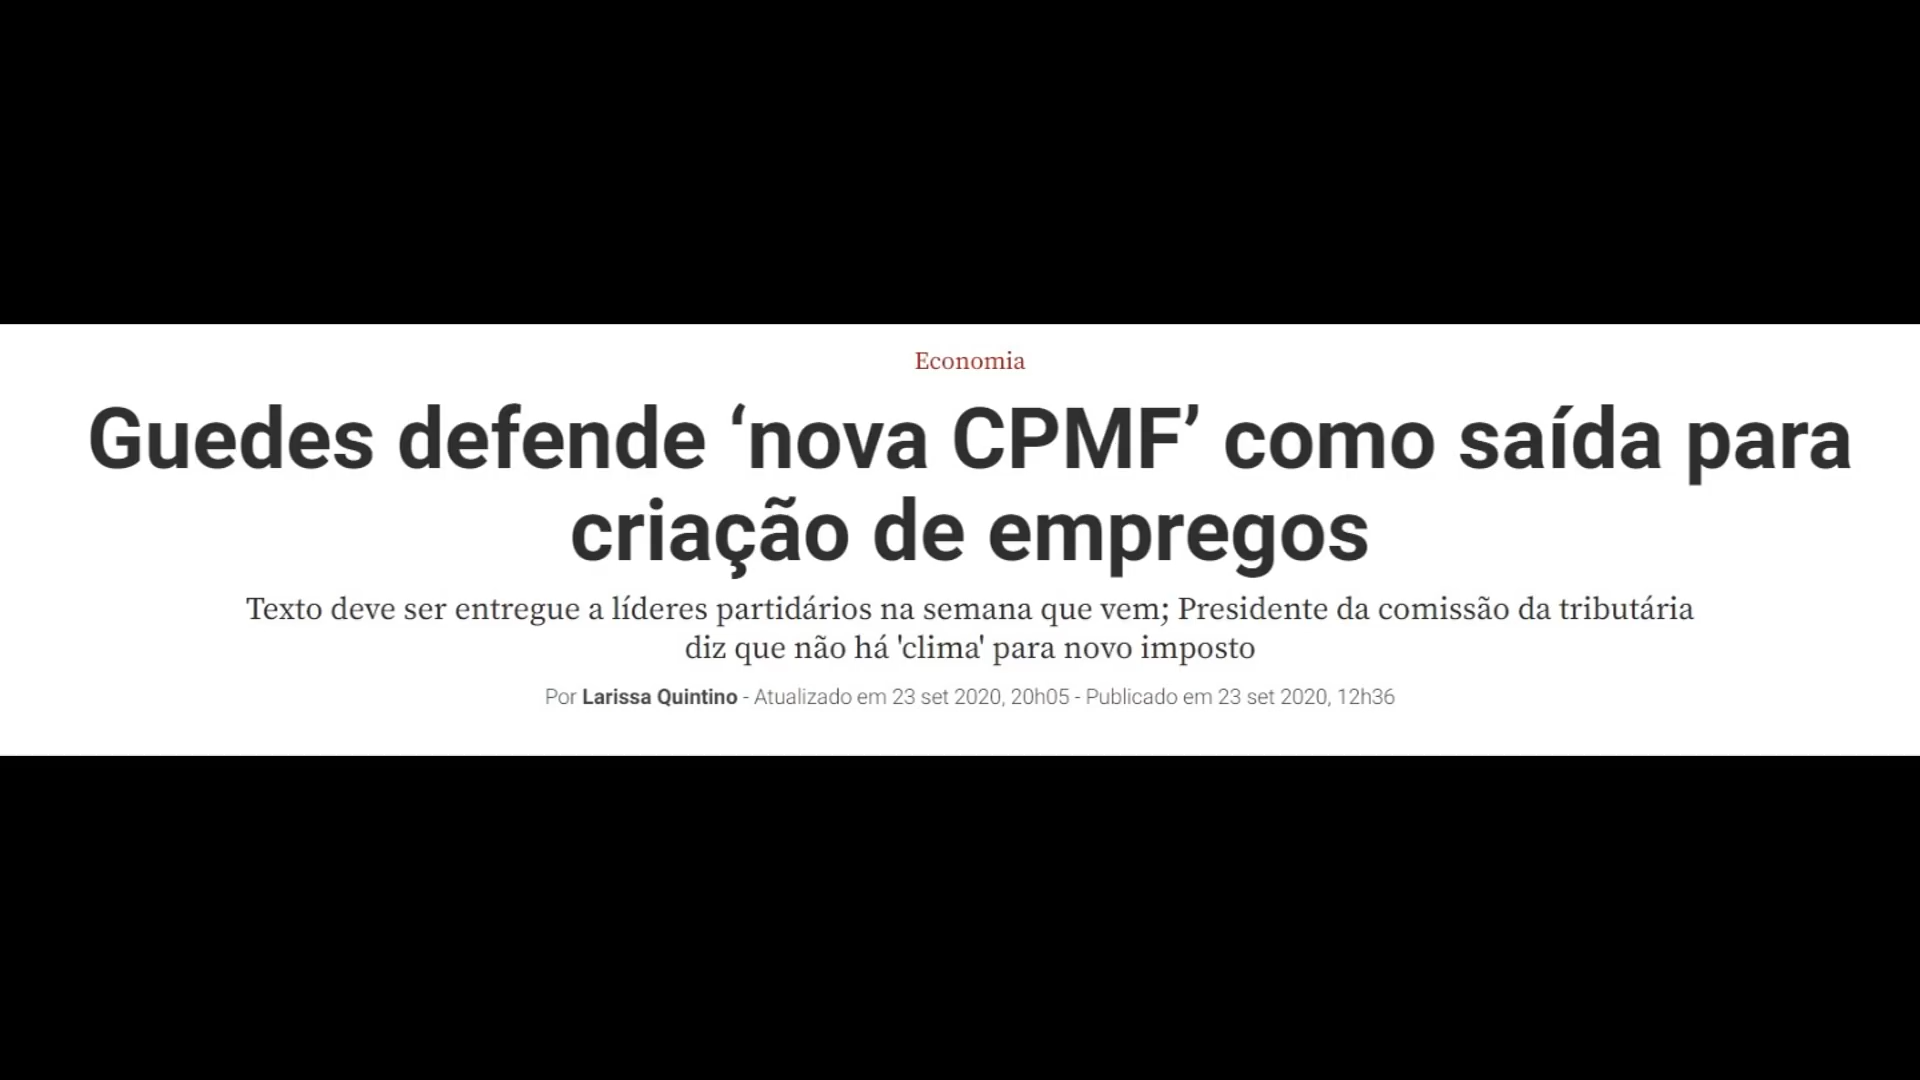 Economia
Guedes defende ‘nova CPMF’ como saída para
criação de empregos
Texto deve ser entregue a líderes partidários na semana que vem; Presidente da comissão da tributária
diz que não há 'clima' para novo imposto
Por Larissa Quintino - Atualizado em 23 set 2020, 20h05 - Publicado em 23 set 2020, 12h36